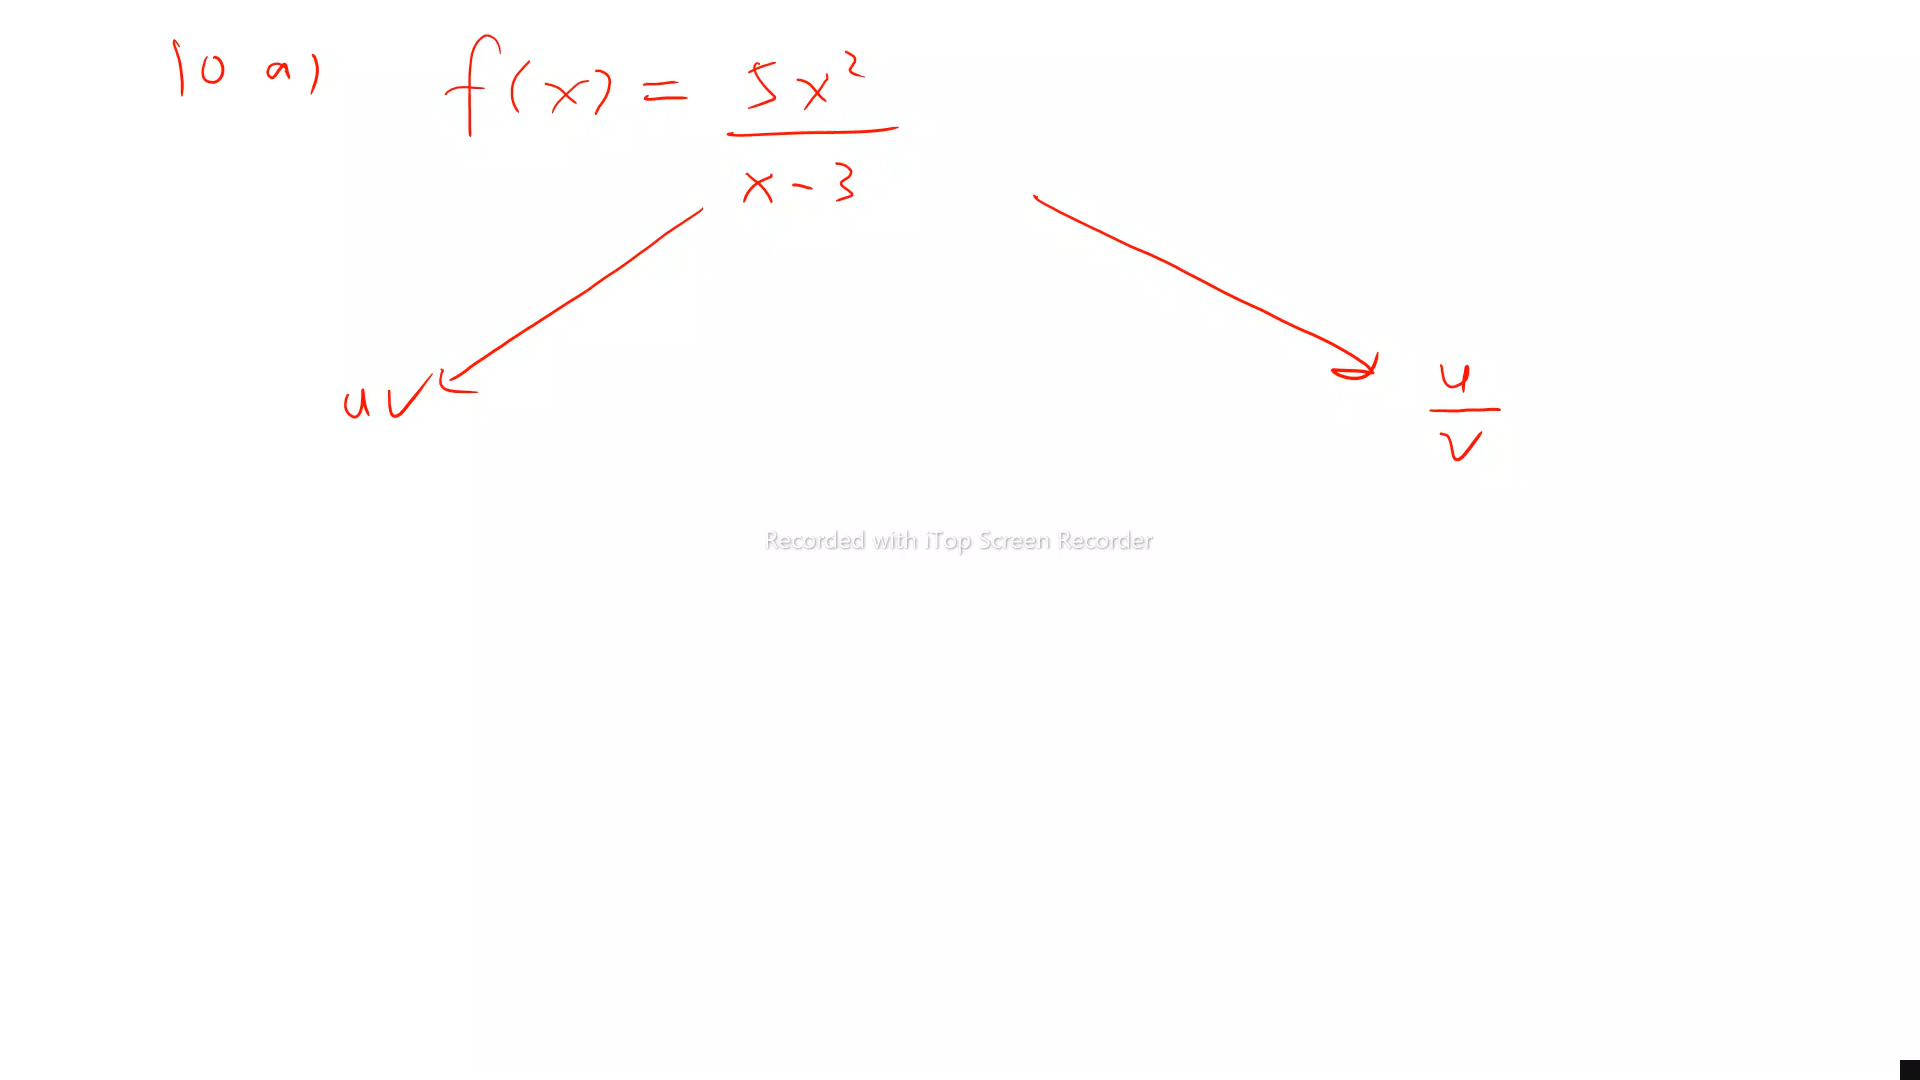 10 a) f(x) = 5x²
x - 3
uv
u
v
Recorded with iTop Screen Recorder